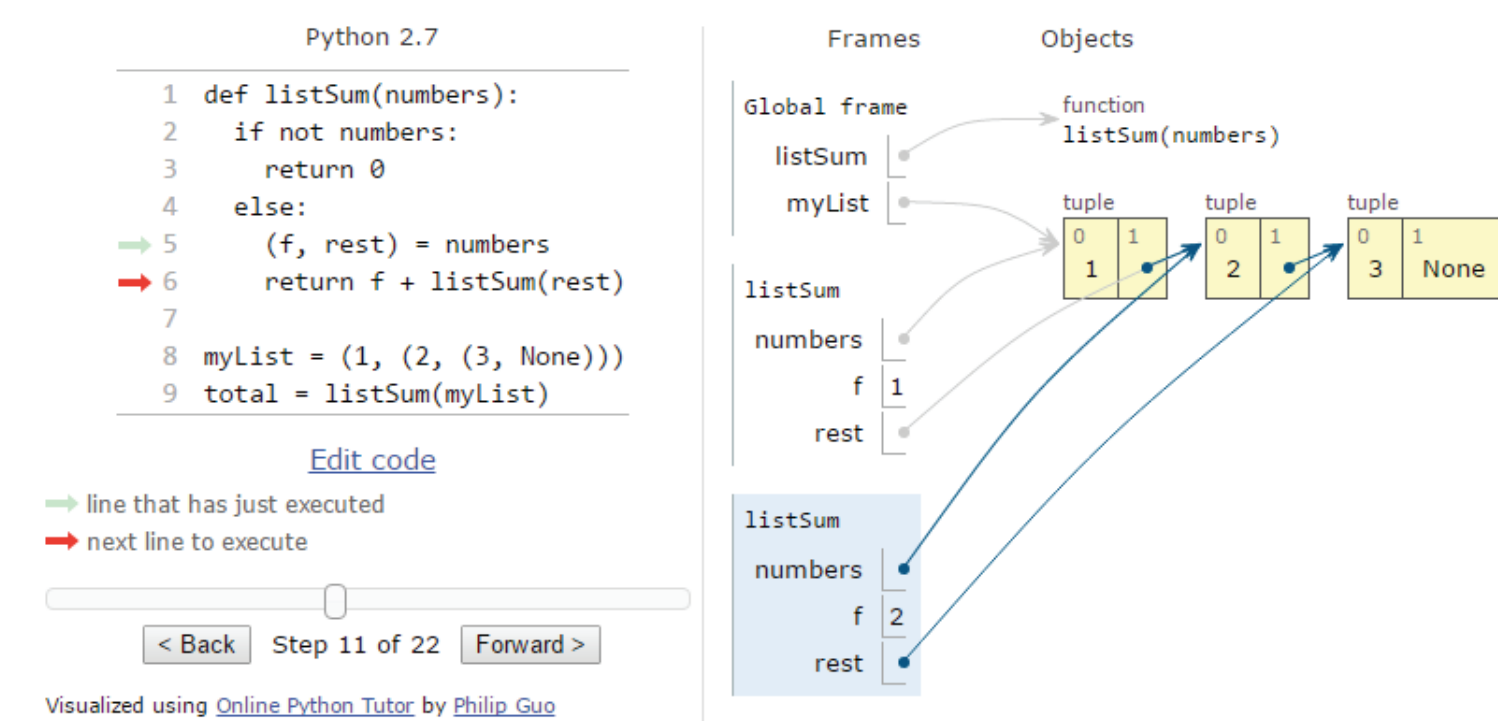 Python 2.7
1 def listSum(numbers):
2   if not numbers:
3     return 0
4   else:
5     (f, rest) = numbers
6     return f + listSum(rest)
7
8 myList = (1, (2, (3, None)))
9 total = listSum(myList)
Edit code
line that has just executed
next line to execute
< Back Step 11 of 22 Forward >
Visualized using Online Python Tutor by Philip Guo
Frames Objects
Global frame
listSum
myList
function
listSum(numbers)
tuple tuple tuple
0 1 0 1 0 1
1 2 3 None
listSum
numbers
f 1
rest
listSum
numbers
f 2
rest